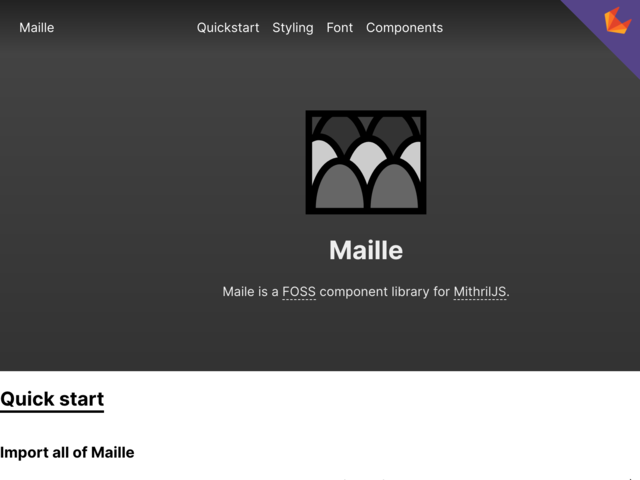 Maille
Quickstart Styling Font Components
Maille
Maile is a FOSS component library for MithrilJS.
Quick start
Import all of Maille